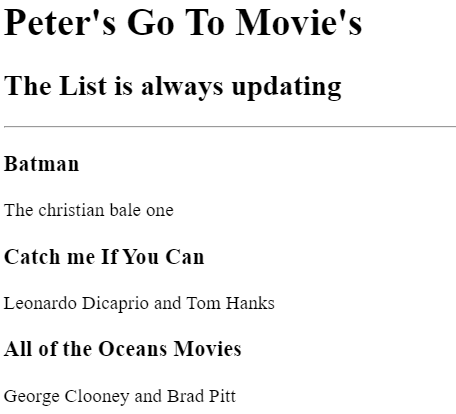 Peter's Go To Movie's
The List is always updating
Batman
The christian bale one
Catch me If You Can
Leonardo Dicaprio and Tom Hanks
All of the Oceans Movies
George Clooney and Brad Pitt